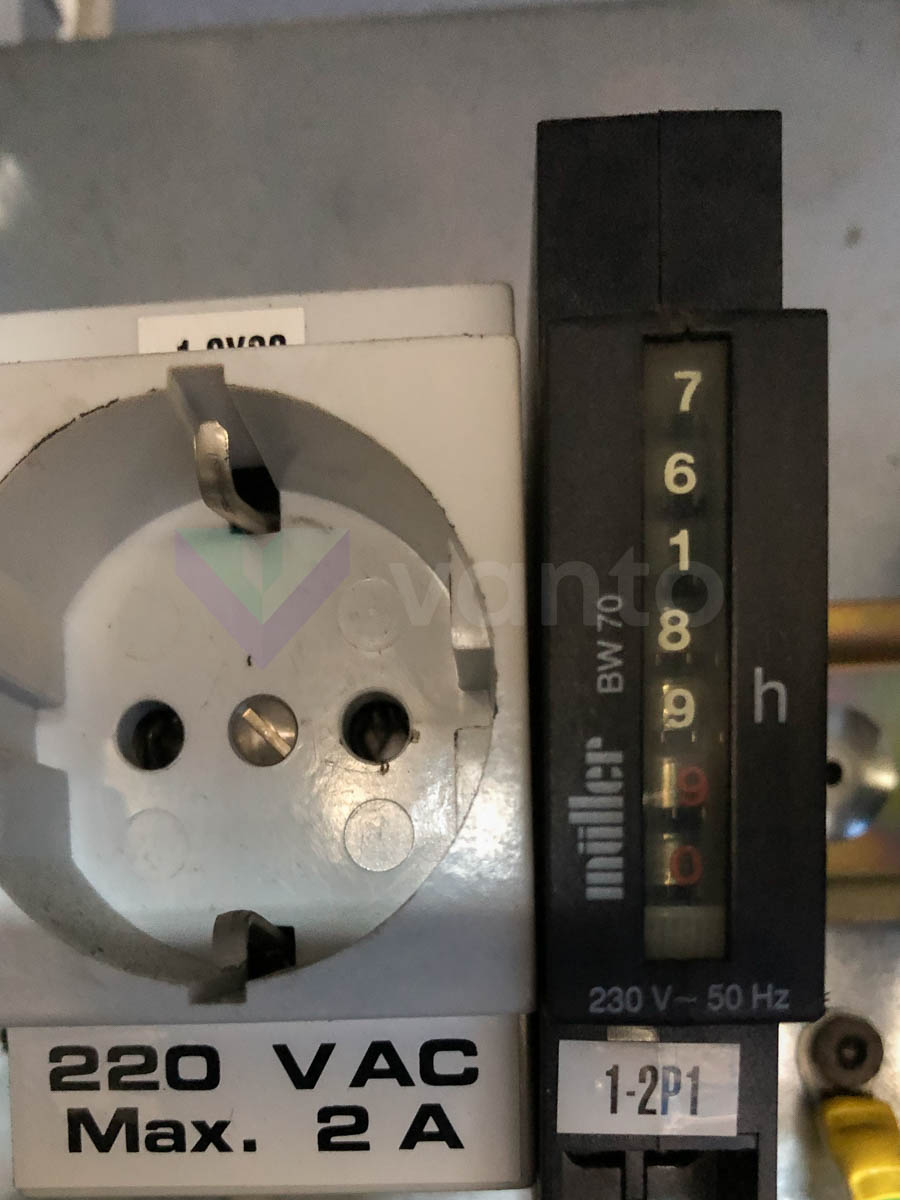 7
6
1
8
9
9
0
h
müller BW 70
230 V~ 50 Hz
1-2P1
220 VAC
Max. 2 A
vanto